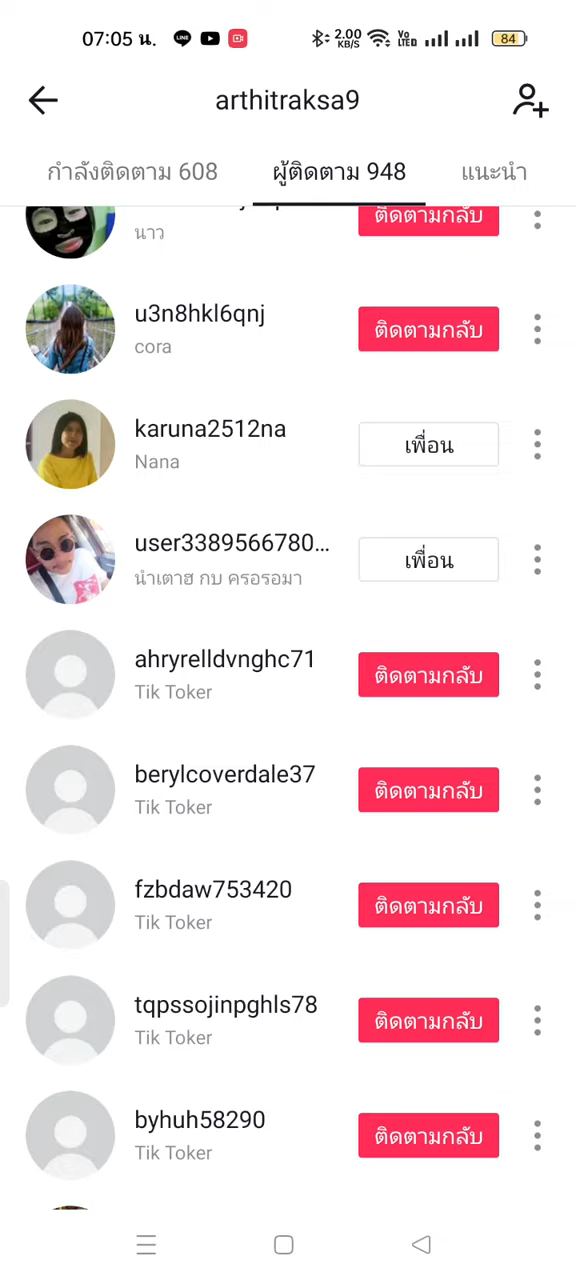 07:05 น.
LINE
2.00 KB/S
Vo LTED
84
arthitraksa9
กำลังติดตาม 608
ผู้ติดตาม 948
แนะนำ
ติดตามกลับ
นาว
u3n8hkl6qnj
ติดตามกลับ
cora
karuna2512na
เพื่อน
Nana
user3389566780...
เพื่อน
นำเตาฮ กบ ครอรอมา
ahryrelldvnghc71
ติดตามกลับ
Tik Toker
berylcoverdale37
ติดตามกลับ
Tik Toker
fzbdaw753420
ติดตามกลับ
Tik Toker
tqpssojinpghls78
ติดตามกลับ
Tik Toker
byhuh58290
ติดตามกลับ
Tik Toker